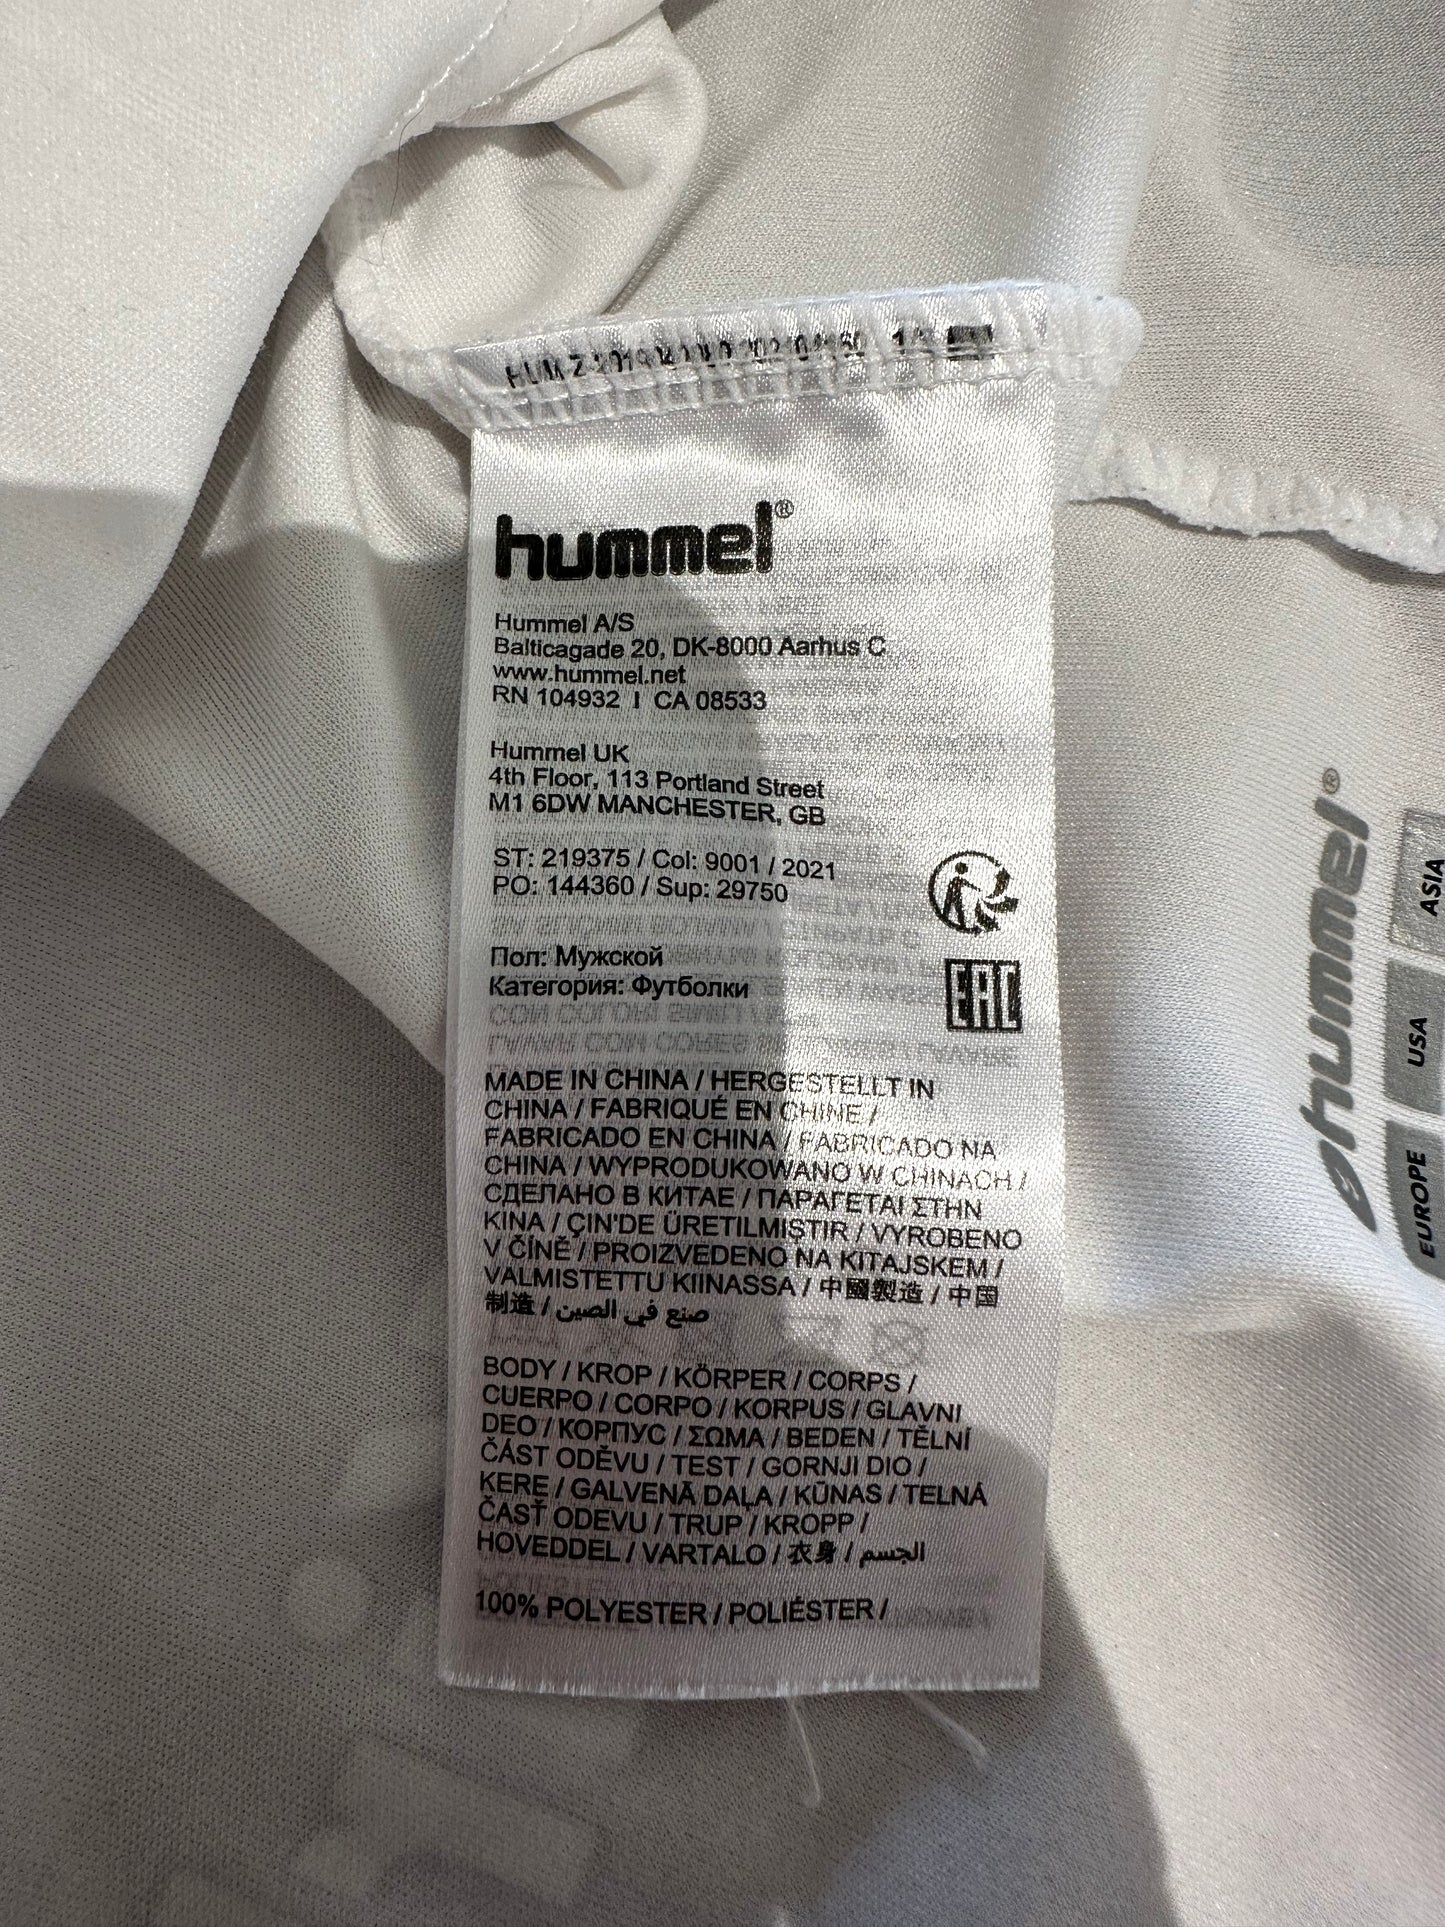 hummel®
Hummel A/S
Balticagade 20, DK-8000 Aarhus C
www.hummel.net
RN 104932 I CA 08533
Hummel UK
4th Floor, 113 Portland Street
M1 6DW MANCHESTER, GB
ST: 219375 / Col: 9001 / 2021
PO: 144360 / Sup: 29750
Пол: Мужской
Категория: Футболки
EAC
MADE IN CHINA / HERGESTELLT IN
CHINA / FABRIQUÉ EN CHINE /
FABRICADO EN CHINA / FABRICADO NA
CHINA / WYPRODUKOWANO W CHINACH /
СДЕЛАНО В КИТАЕ / ΠΑΡΑΓΕΤΑΙ ΣΤΗΝ
ΚΙΝΑ / ÇIN'DE ÜRETILMIŞTIR / VYROBENO
V ČÍNĚ / PROIZVEDENO NA KITAJSKEM /
VALMISTETTU KIINASSA / 中國製造 / 中国
制造 / صنع في الصين
BODY / KROP / KÖRPER / CORPS /
CUERPO / CORPO / KORPUS / GLAVNI
DEO / КОРПУС / ΣΩΜΑ / BEDEN / TĚLNÍ
ČÁST ODĚVU / TEST / GORNJI DIO /
KERE / GALVENĀ DAĻA / KŪNAS / TELNÁ
ČASŤ ODEVU / TRUP / KROPP /
HOVEDDEL / VARTALO / 衣身 / الجسم
100% POLYESTER / POLIÉSTER /
hummel®
EUROPE
USA
ASIA